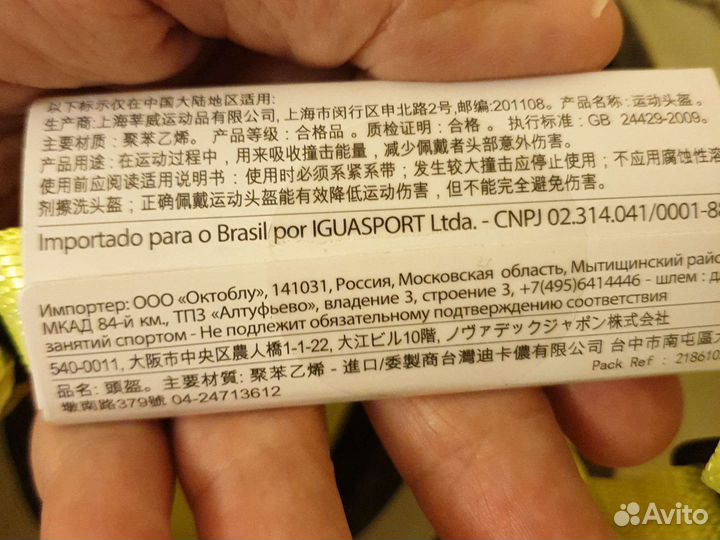 以下标示仅在中国大陆地区适用:
生产商:上海莘威运动品有限公司,上海市闵行区申北路2号,邮编:201108。产品名称: 运动头盔。
主要材质: 聚苯乙烯。 产品等级: 合格品 。质检证明: 合格 。 执行标准: GB 24429-2009。
产品用途: 在运动过程中, 用来吸收撞击能量, 减少佩戴者头部意外伤害。
使用前应阅读适用说明书; 使用时必须系紧系带; 发生较大撞击应停止使用; 不应用腐蚀性溶
剂擦洗头盔; 正确佩戴运动头盔能有效降低运动伤害, 但不能完全避免伤害。
Importado para o Brasil por IGUASPORT Ltda. - CNPJ 02.314.041/0001-88
Импортер: ООО «Октоблу», 141031, Россия, Московская область, Мытищинский рай
МКАД 84-й км., ТПЗ «Алтуфьево», владение 3, строение 3, +7(495)6414446 - шлем : д
занятий спортом - Не подлежит обязательному подтверждению соответствия
540-0011, 大阪市中央区農人橋1-1-22, 大江ビル10階, ノヴァデックジャポン株式会社
品名: 頭盔。主要材質: 聚苯乙烯 - 進口/委製商台灣迪卡儂有限公司 台中市南屯區大
墩南路379號 04-24713612
Pack Ref : 218610
Avito